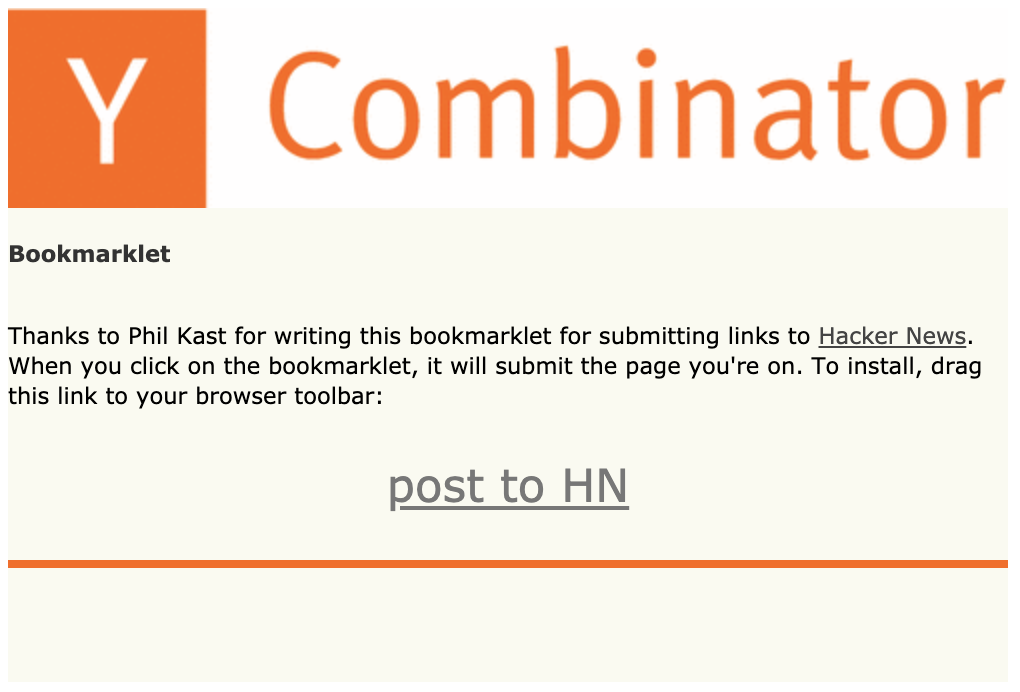 Y Combinator
Bookmarklet
Thanks to Phil Kast for writing this bookmarklet for submitting links to Hacker News.
When you click on the bookmarklet, it will submit the page you're on. To install, drag
this link to your browser toolbar:
post to HN